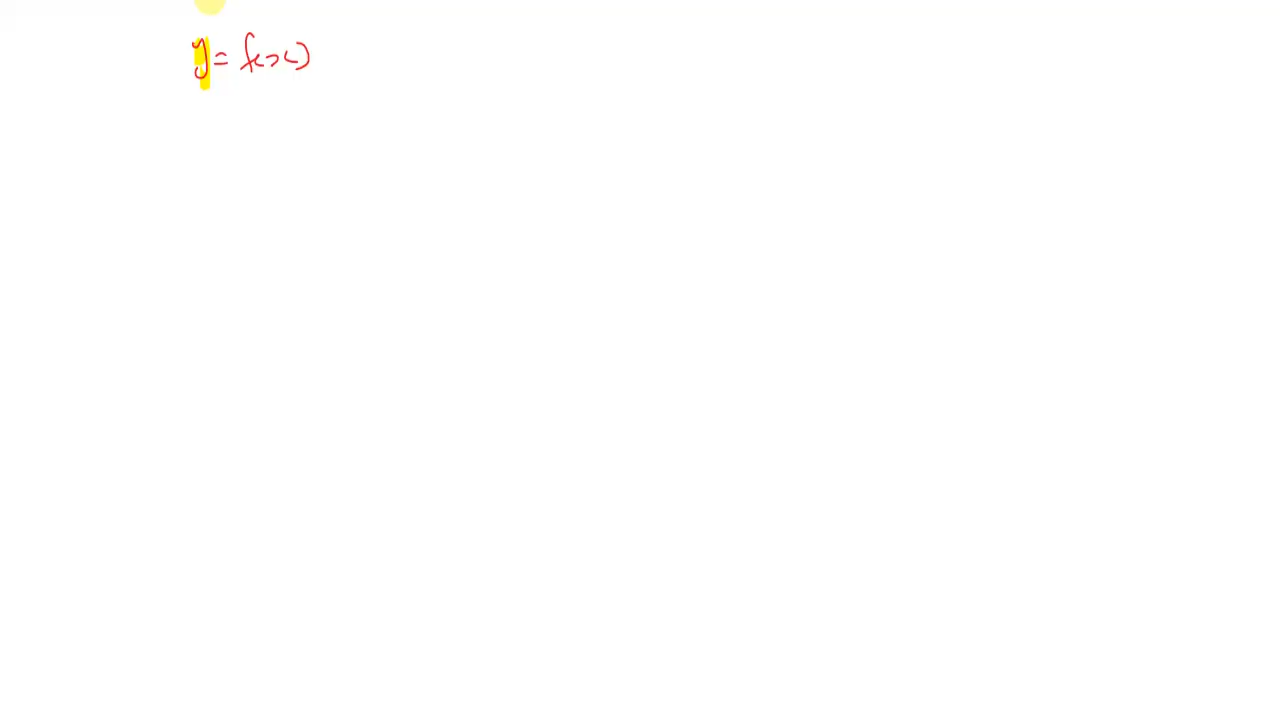 y = f(x)